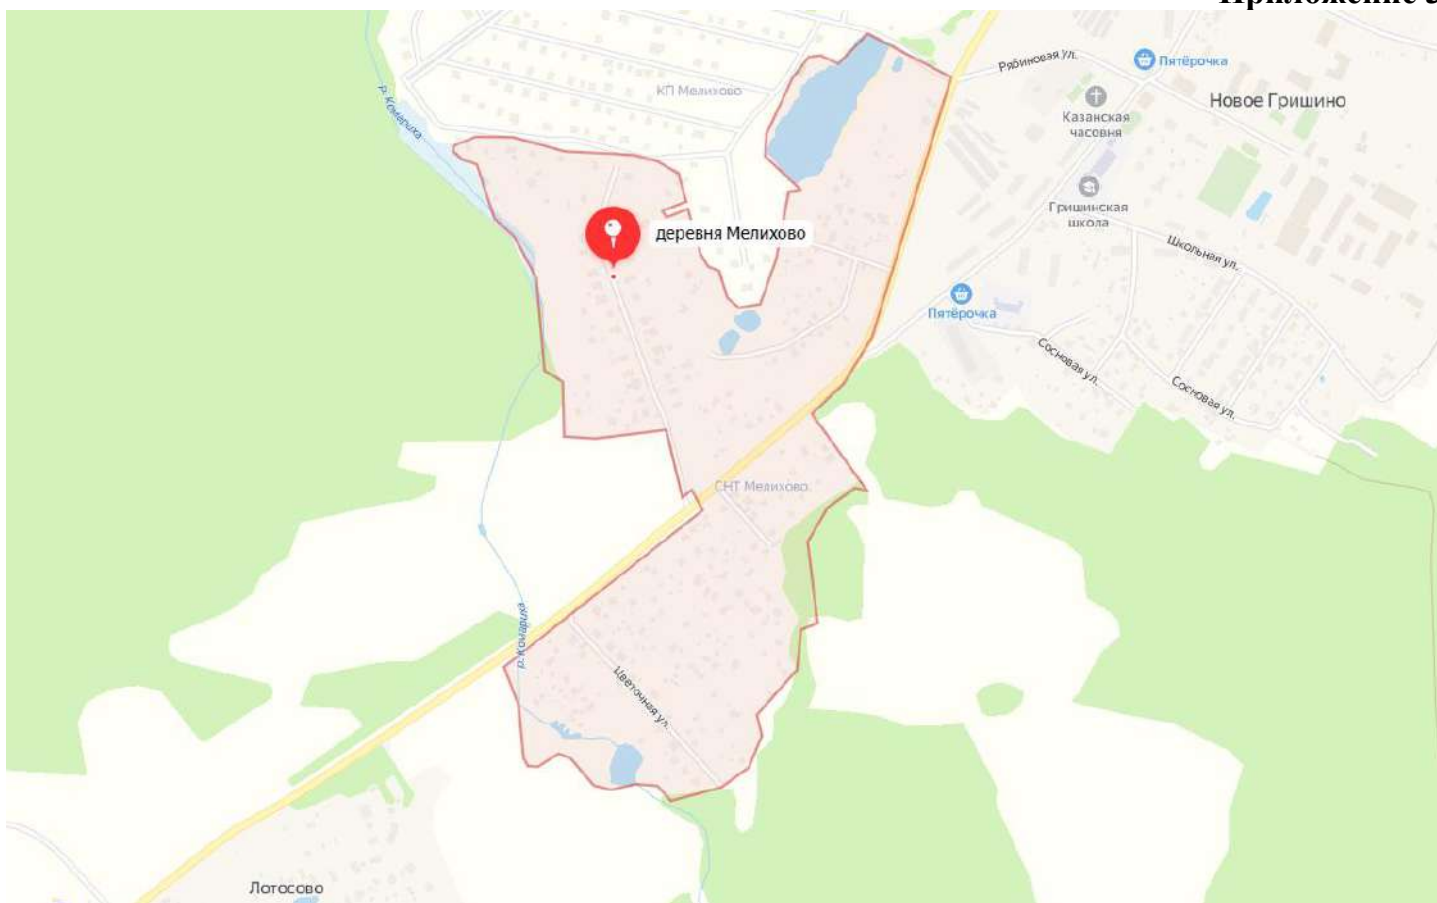 Приложение
Рябиновая ул.
Пятёрочка
р. Комариха
КП Мелихово
Казанская
часовня
Новое Гришино
Гришинская
школа
деревня Мелихово
Школьная ул.
Пятёрочка
Сосновая ул.
Сосновая ул.
СНТ Мелихово
р. Комариха
Цветочная ул.
Лотосово